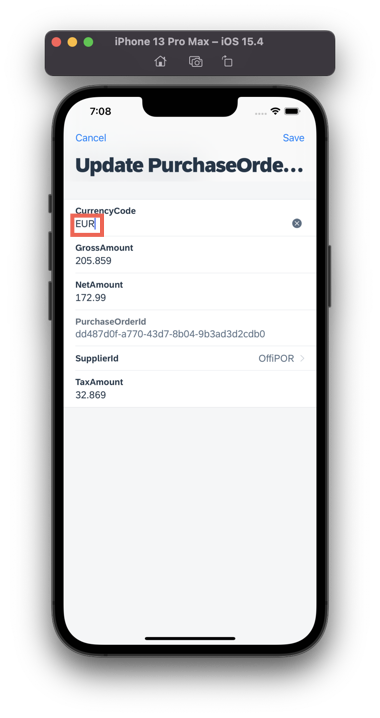 iPhone 13 Pro Max – iOS 15.4
7:08
Cancel
Save
Update PurchaseOrde...
CurrencyCode
EUR
GrossAmount
205.859
NetAmount
172.99
PurchaseOrderId
dd487d0f-a770-43d7-8b04-9b3ad3d2cdb0
SupplierId
OffiPOR
TaxAmount
32.869